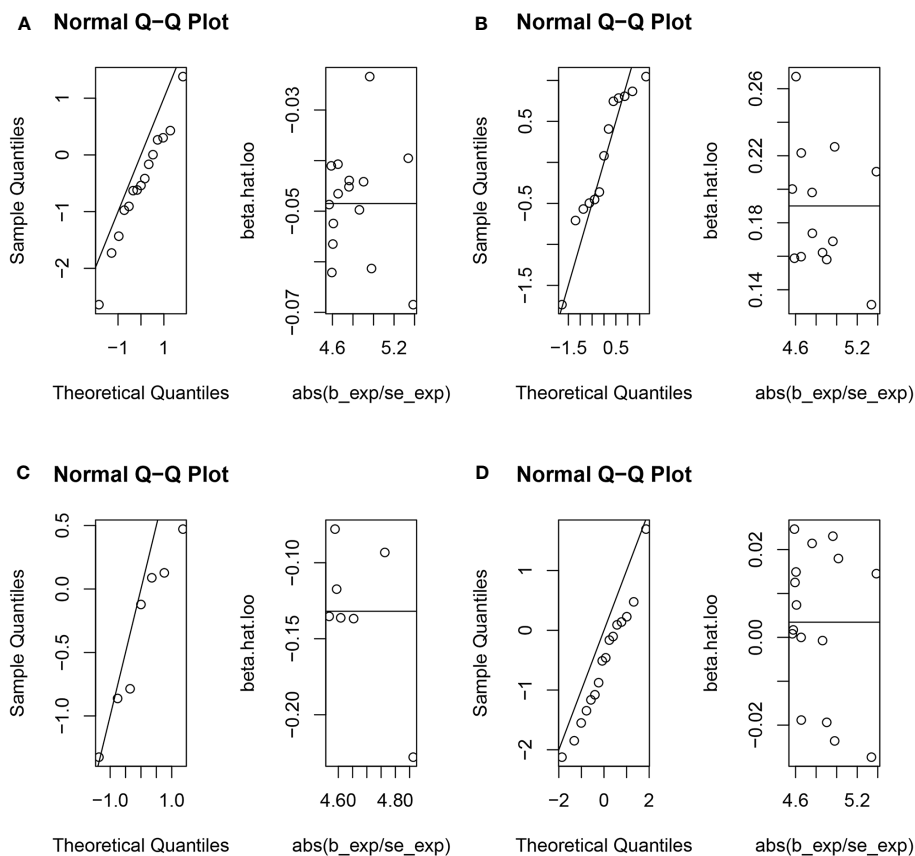 A Normal Q−Q Plot
Sample Quantiles
1
0
−1
−2
−1 1
Theoretical Quantiles
beta.hat.loo
−0.03
−0.05
−0.07
4.6 5.2
abs(b_exp/se_exp)
B Normal Q−Q Plot
Sample Quantiles
0.5
−0.5
−1.5
−1.5 0.5
Theoretical Quantiles
beta.hat.loo
0.26
0.22
0.18
0.14
4.6 5.2
abs(b_exp/se_exp)
C Normal Q−Q Plot
Sample Quantiles
0.5
0.0
−0.5
−1.0
−1.0 1.0
Theoretical Quantiles
beta.hat.loo
−0.10
−0.15
−0.20
4.60 4.80
abs(b_exp/se_exp)
D Normal Q−Q Plot
Sample Quantiles
1
0
−1
−2
−2 0 2
Theoretical Quantiles
beta.hat.loo
0.02
0.00
−0.02
4.6 5.2
abs(b_exp/se_exp)